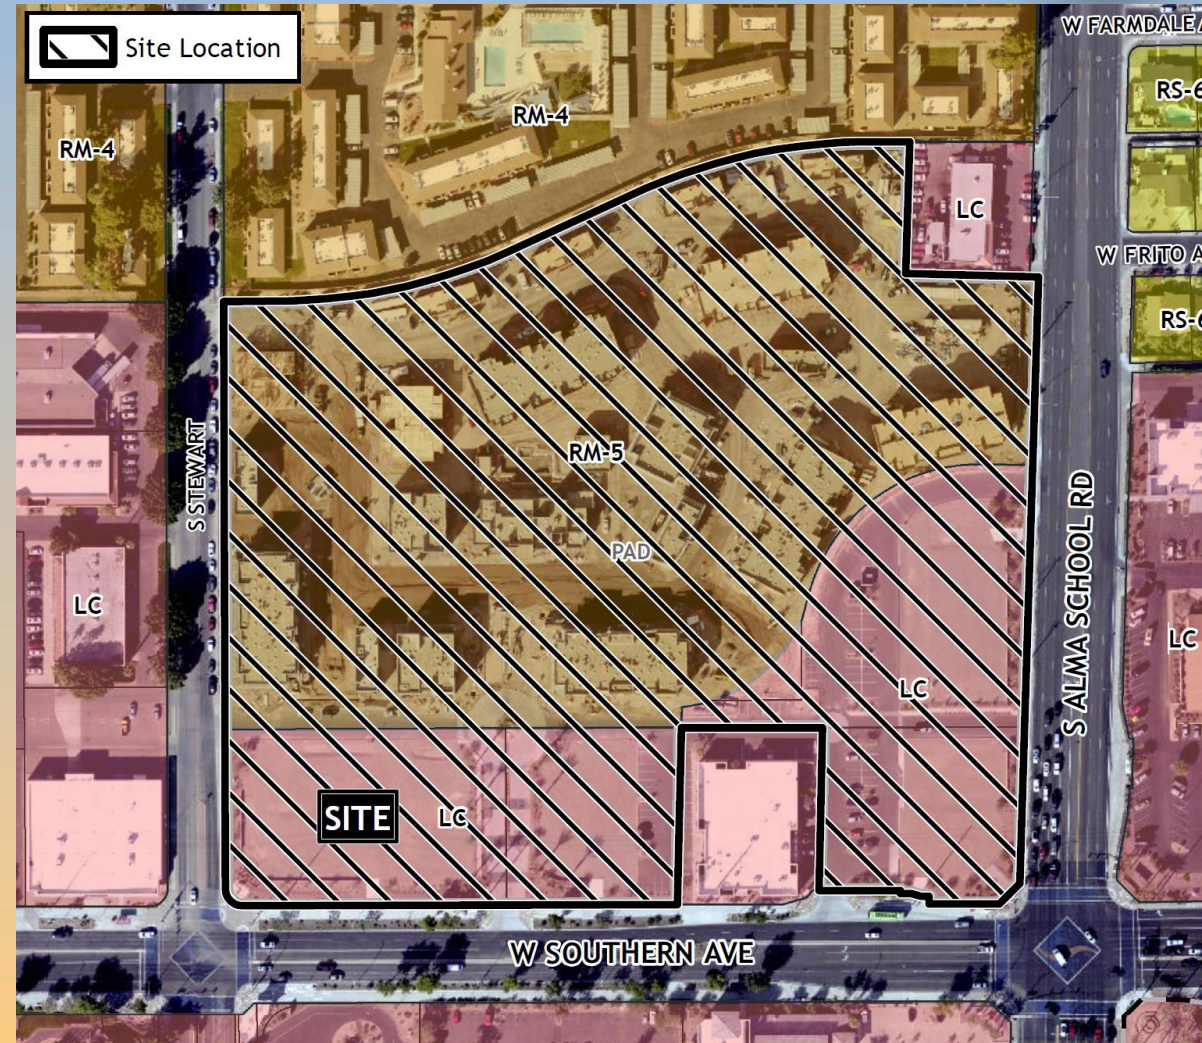 Site Location
W FARMDALE A
RS-6
RM-4
RM-4
LC
W FRITO A
RS-6
S STEWART
RM-5
S ALMA SCHOOL RD
PAD
LC
LC
LC
SITE
LC
W SOUTHERN AVE